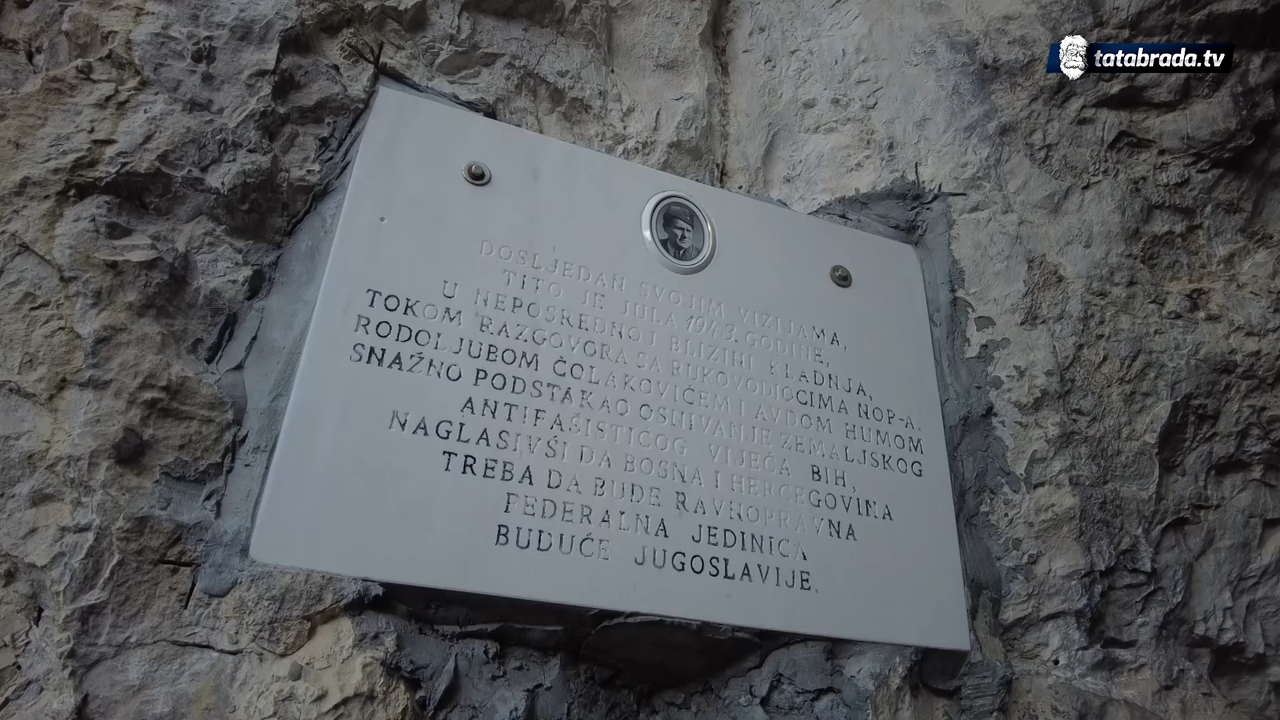 tatabrada.tv
DOSLJEDAN SVOJIM VIZIJAMA,
TITO JE JULA 1943. GODINE,
U NEPOSREDNOJ BLIZINI KLADNJA,
TOKOM RAZGOVORA SA RUKOVODIOCIMA NOP-a.
RODOLJUBOM ČOLAKOVIĆEM I AVDOM HUMOM
SNAŽNO PODSTAKAO OSNIVANJE ZEMALJSKOG
ANTIFAŠISTIČCOG VIJEĆA BIH,
NAGLASIVŠI DA BOSNA I HERCEGOVINA
TREBA DA BUDE RAVNOPRAVNA
FEDERALNA JEDINICA
BUDUĆE JUGOSLAVIJE.